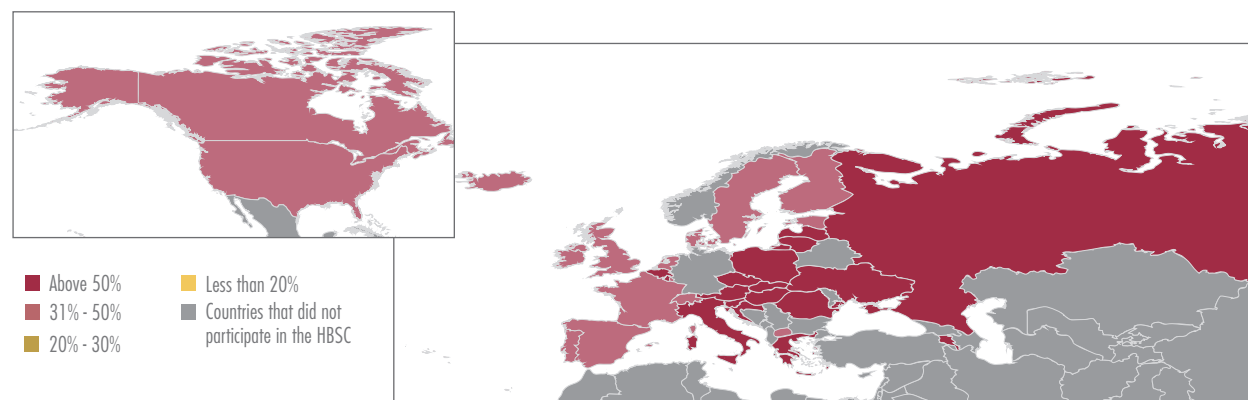 Above 50%
31% - 50%
20% - 30%
Less than 20%
Countries that did not
participate in the HBSC